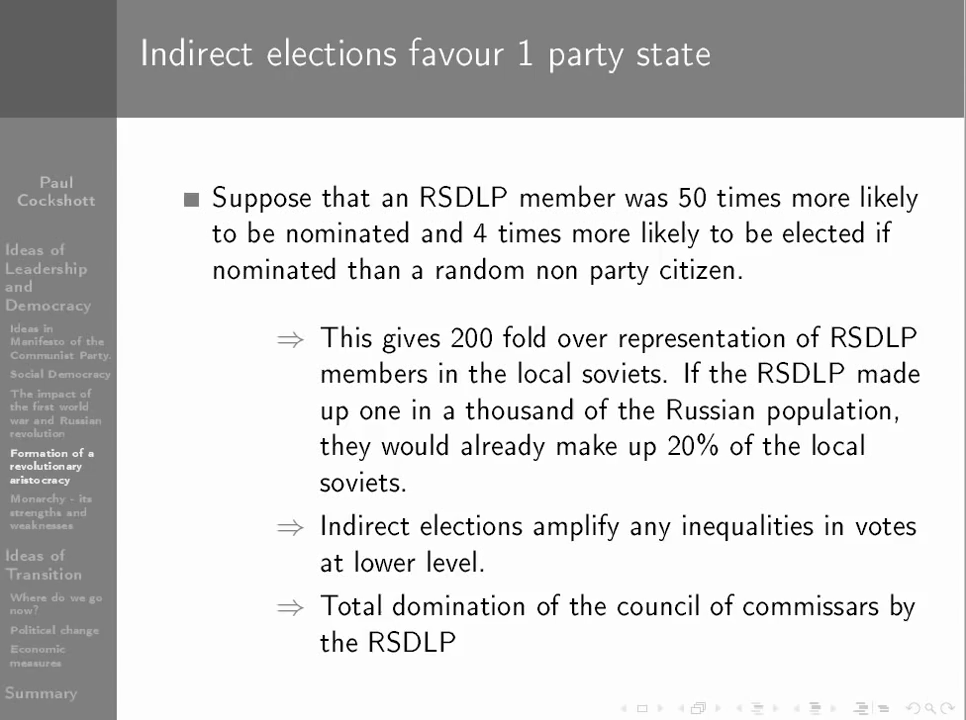 Indirect elections favour 1 party state
Paul
Cockshott
Ideas of
Leadership
and
Democracy
Ideas in
Manifesto of the
Communist Party.
Social Democracy
The impact of
the first world
war and Russian
revolution
Formation of a
revolutionary
aristocracy
Monarchy - its
strengths and
weaknesses
Ideas of
Transition
Where do we go
now?
Political change
Economic
measures
Summary
Suppose that an RSDLP member was 50 times more likely
to be nominated and 4 times more likely to be elected if
nominated than a random non party citizen.
⇒ This gives 200 fold over representation of RSDLP
members in the local soviets. If the RSDLP made
up one in a thousand of the Russian population,
they would already make up 20% of the local
soviets.
⇒ Indirect elections amplify any inequalities in votes
at lower level.
⇒ Total domination of the council of commissars by
the RSDLP